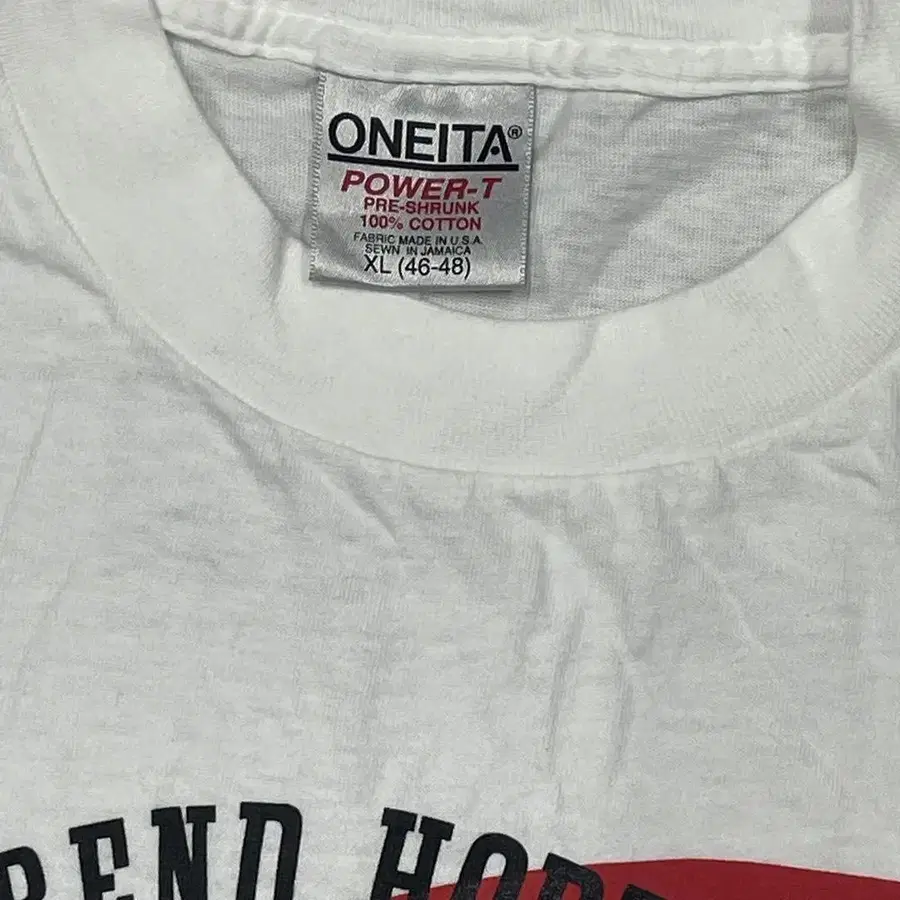 ONEITA®
POWER-T
PRE-SHRUNK
100% COTTON
FABRIC MADE IN U.S.A.
SEWN IN JAMAICA
XL (46-48)